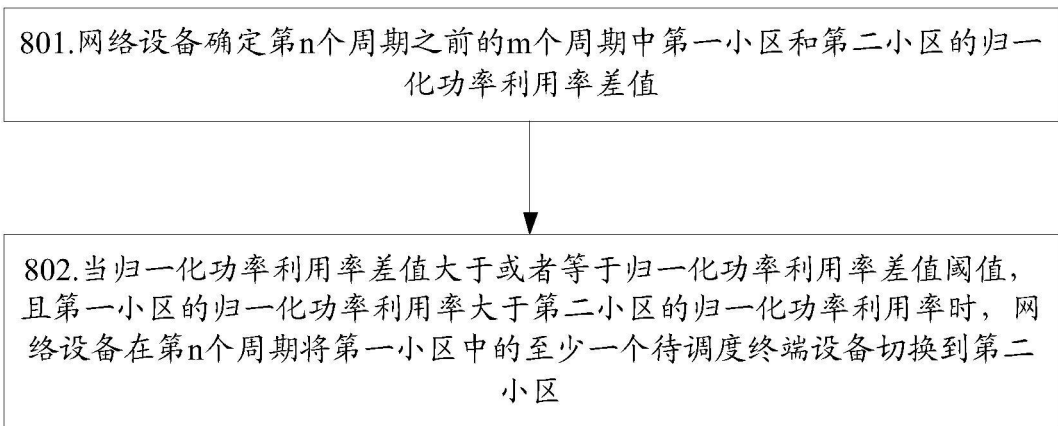 801.网络设备确定第n个周期之前的m个周期中第一小区和第二小区的归一
化功率利用率差值
802.当归一化功率利用率差值大于或者等于归一化功率利用率差值阈值，
且第一小区的归一化功率利用率大于第二小区的归一化功率利用率时，网
络设备在第n个周期将第一小区中的至少一个待调度终端设备切换到第二
小区